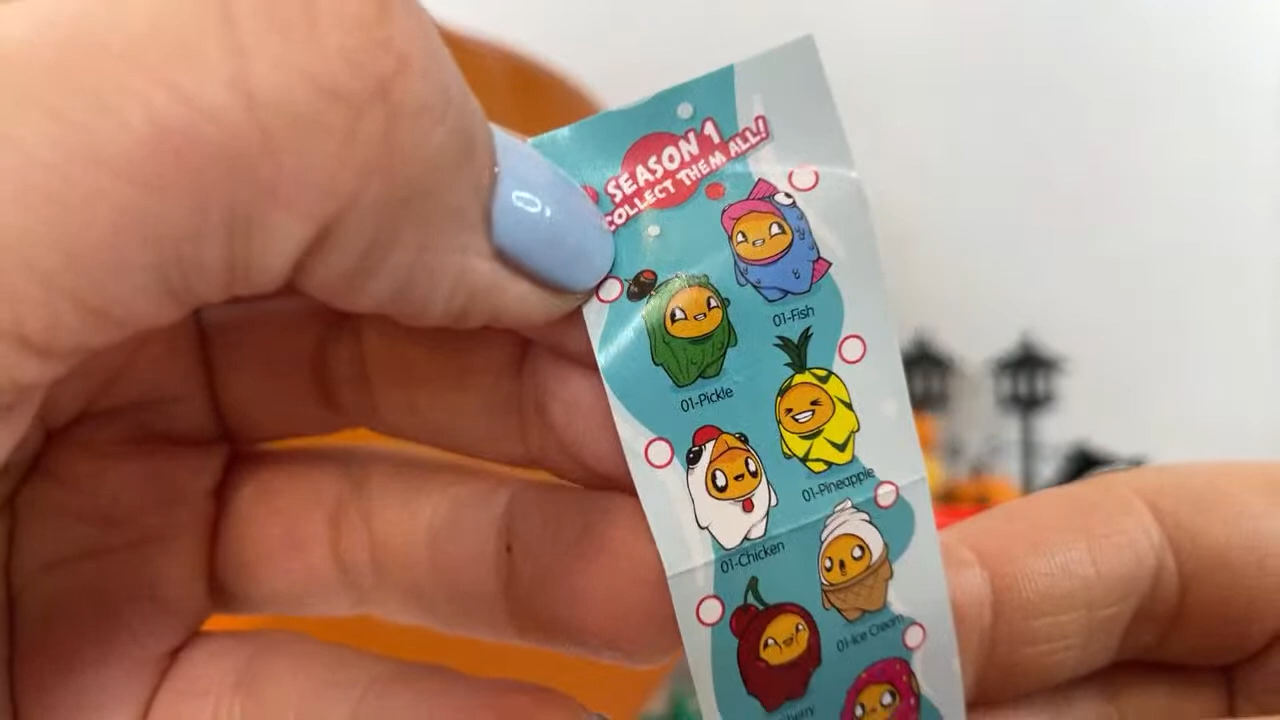 SEASON 1
COLLECT THEM ALL!
01-Fish
01-Pickle
01-Pineapple
01-Chicken
01-Ice Cream